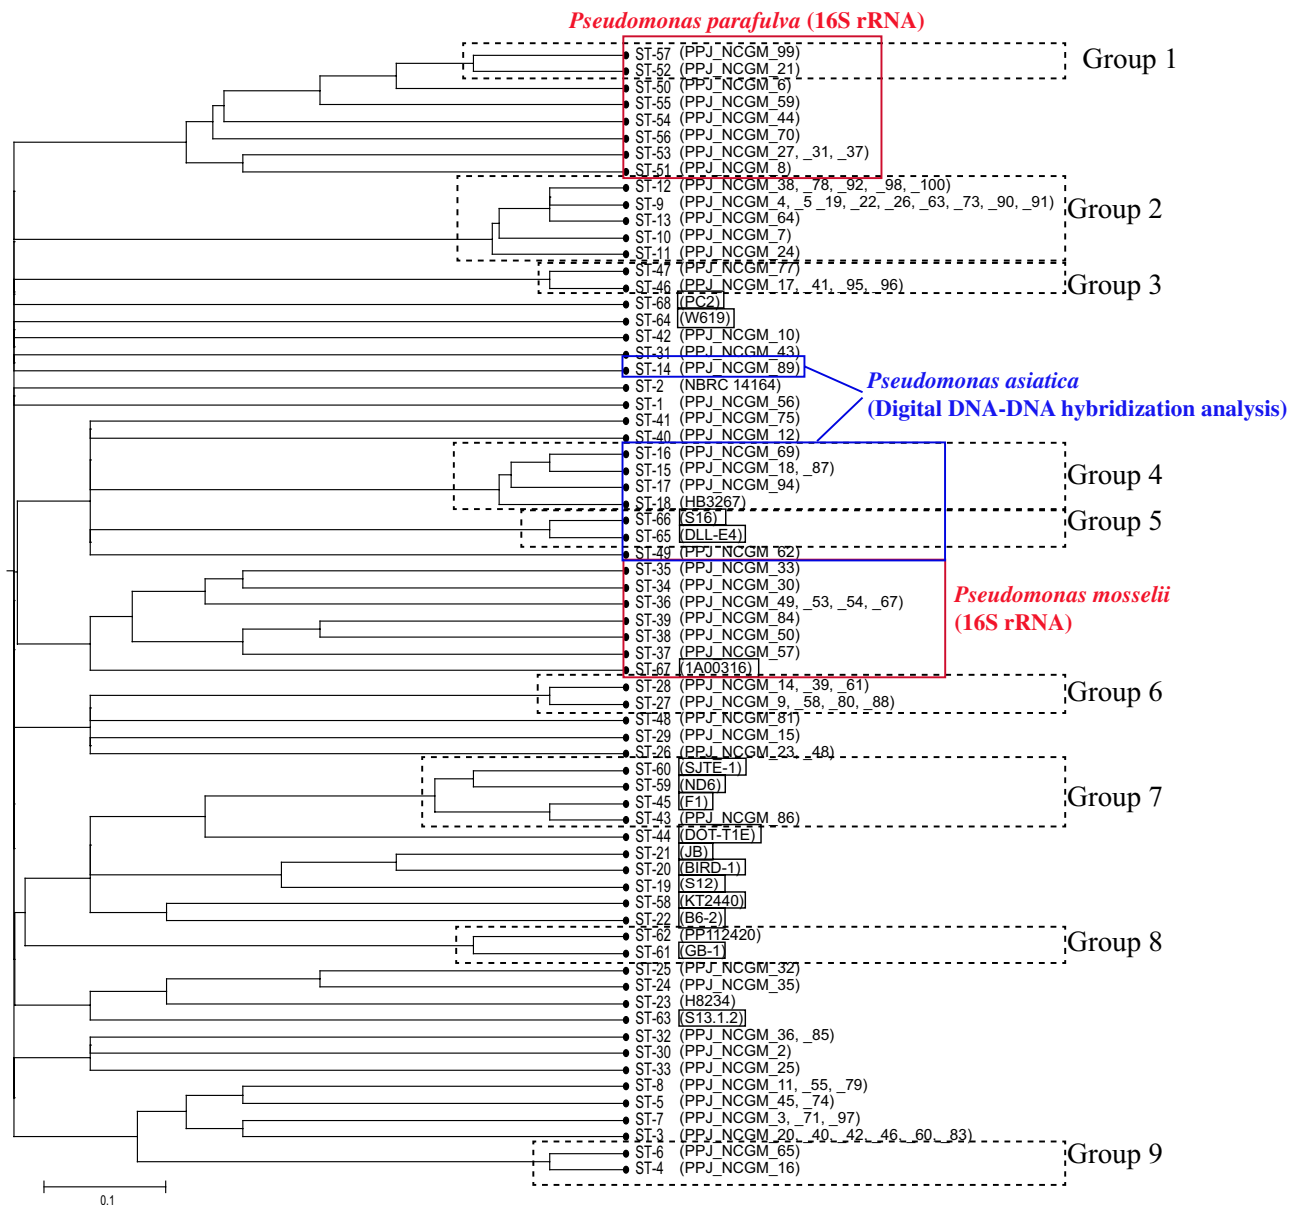 Pseudomonas parafulva (16S rRNA)
ST-57 (PPJ_NCGM_99)
Group 1
ST-52 (PPJ_NCGM_21)
ST-50 (PPJ_NCGM_6)
ST-55 (PPJ_NCGM_59)
ST-54 (PPJ_NCGM_44)
ST-56 (PPJ_NCGM_70)
ST-53 (PPJ_NCGM_27, _31, _37)
ST-51 (PPJ_NCGM_8)
ST-12 (PPJ_NCGM_38, _78, _92, _98, _100)
ST-9 (PPJ_NCGM_4, _5 _19, _22, _26, _63, _73, _90, _91)
Group 2
ST-13 (PPJ_NCGM_64)
ST-10 (PPJ_NCGM_7)
ST-11 (PPJ_NCGM_24)
ST-47 (PPJ_NCGM_77)
ST-46 (PPJ_NCGM_17, _41, _95, _96)
Group 3
ST-68 (PC2)
ST-64 (W619)
ST-42 (PPJ_NCGM_10)
ST-31 (PPJ_NCGM_43)
ST-14 (PPJ_NCGM_89)
Pseudomonas asiatica
(Digital DNA-DNA hybridization analysis)
ST-2 (NBRC 14164)
ST-1 (PPJ_NCGM_56)
ST-41 (PPJ_NCGM_75)
ST-40 (PPJ_NCGM_12)
ST-16 (PPJ_NCGM_69)
ST-15 (PPJ_NCGM_18, _87)
Group 4
ST-17 (PPJ_NCGM_94)
ST-18 (HB3267)
ST-66 (S16)
Group 5
ST-65 (DLL-E4)
ST-49 (PPJ_NCGM_62)
ST-35 (PPJ_NCGM_33)
ST-34 (PPJ_NCGM_30)
ST-36 (PPJ_NCGM_49, _53, _54, _67)
Pseudomonas mosselii
(16S rRNA)
ST-39 (PPJ_NCGM_84)
ST-38 (PPJ_NCGM_50)
ST-37 (PPJ_NCGM_57)
ST-67 (1A00316)
ST-28 (PPJ_NCGM_14, _39, _61)
Group 6
ST-27 (PPJ_NCGM_9, _58, _80, _88)
ST-48 (PPJ_NCGM_81)
ST-29 (PPJ_NCGM_15)
ST-26 (PPJ_NCGM_23, _48)
ST-60 (SJTE-1)
ST-59 (ND6)
Group 7
ST-45 (F1)
ST-43 (PPJ_NCGM_86)
ST-44 (DOT-T1E)
ST-21 (JB)
ST-20 (BIRD-1)
ST-19 (S12)
ST-58 (KT2440)
ST-22 (B6-2)
ST-62 (PP112420)
Group 8
ST-61 (GB-1)
ST-25 (PPJ_NCGM_32)
ST-24 (PPJ_NCGM_35)
ST-23 (H8234)
ST-63 (S13.1.2)
ST-32 (PPJ_NCGM_36, _85)
ST-30 (PPJ_NCGM_2)
ST-33 (PPJ_NCGM_25)
ST-8 (PPJ_NCGM_11, _55, _79)
ST-5 (PPJ_NCGM_45, _74)
ST-7 (PPJ_NCGM_3, _71, _97)
ST-3 (PPJ_NCGM_20, _40, _42, _46, _60, _83)
ST-6 (PPJ_NCGM_65)
Group 9
ST-4 (PPJ_NCGM_16)
0.1